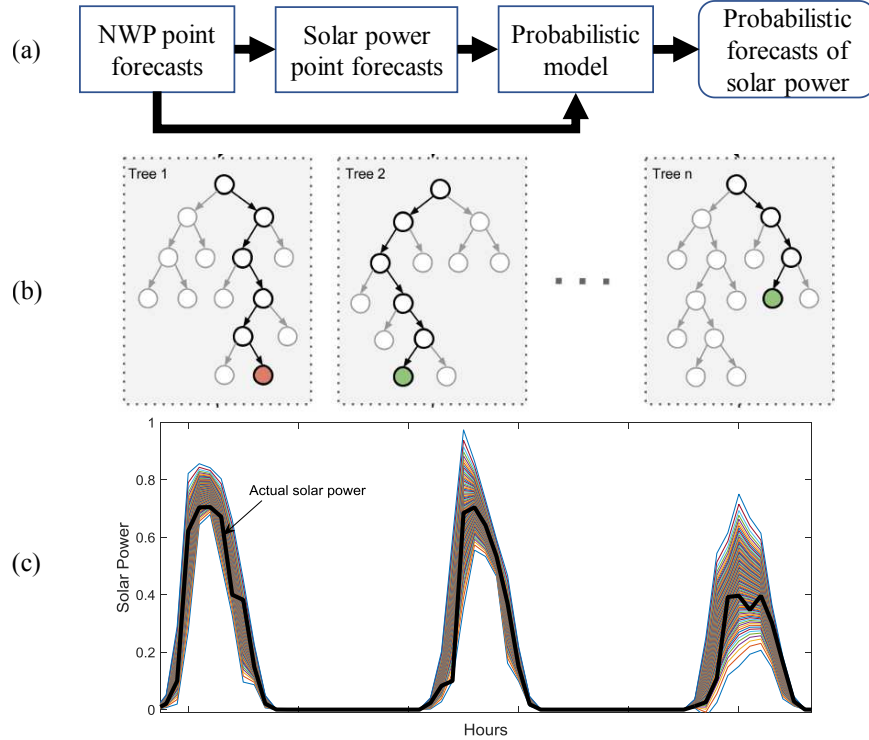 (a)
NWP point
forecasts
Solar power
point forecasts
Probabilistic
model
Probabilistic
forecasts of
solar power
(b)
Tree 1
Tree 2
. . .
Tree n
(c)
Solar Power
1
0.8
0.6
0.4
0.2
0
Actual solar power
Hours